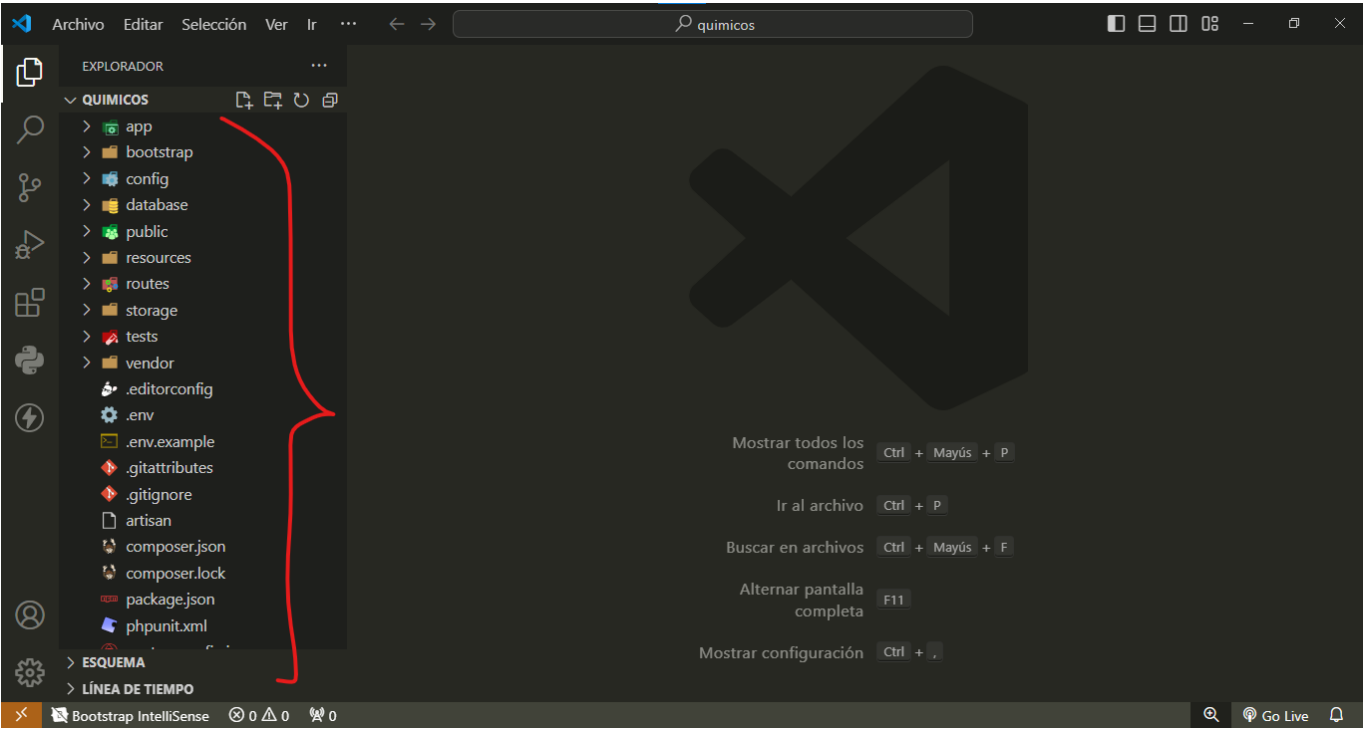 Archivo Editar Selección Ver Ir ··· quimicos
EXPLORADOR ···
QUIMICOS
app
bootstrap
config
database
public
resources
routes
storage
tests
vendor
.editorconfig
.env
.env.example
.gitattributes
.gitignore
artisan
composer.json
composer.lock
package.json
phpunit.xml
ESQUEMA
LÍNEA DE TIEMPO
Mostrar todos los
comandos Ctrl + Mayús + P
Ir al archivo Ctrl + P
Buscar en archivos Ctrl + Mayús + F
Alternar pantalla
completa F11
Mostrar configuración Ctrl + ,
Bootstrap IntelliSense 0 0 0 Go Live